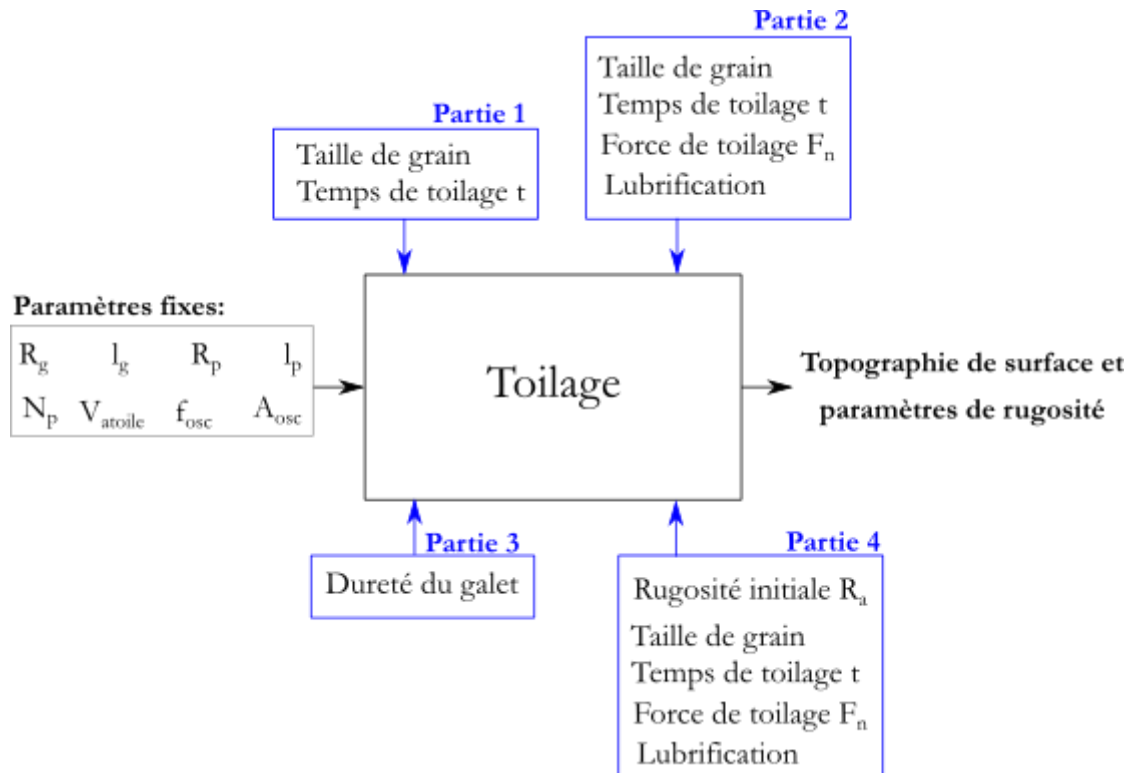 Partie 2
Taille de grain
Temps de toilage t
Force de toilage Fn
Lubrification
Partie 1
Taille de grain
Temps de toilage t
Paramètres fixes:
Rg lg Rp lp
Np Vatoile fosc Aosc
Toilage
Topographie de surface et
paramètres de rugosité
Partie 3
Dureté du galet
Partie 4
Rugosité initiale Ra
Taille de grain
Temps de toilage t
Force de toilage Fn
Lubrification